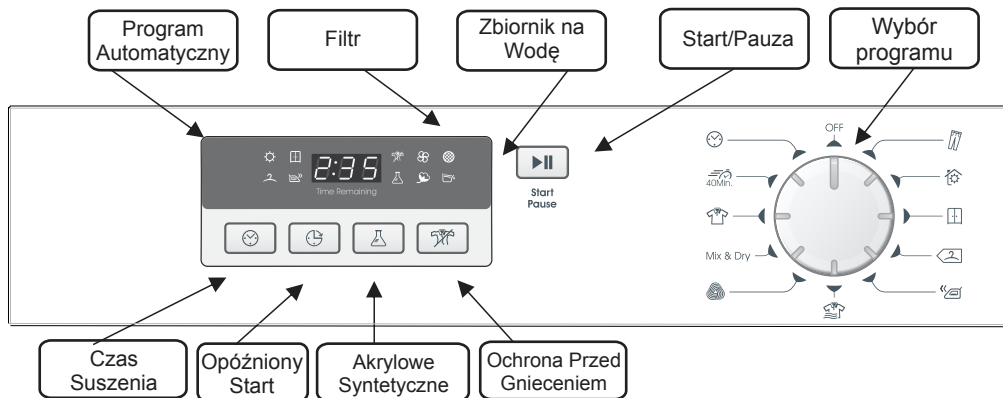 Program
Automatyczny
Filtr
Zbiornik na
Wodę
Start/Pauza
Wybór
programu
2:35
Time Remaining
Start
Pause
OFF
40Min.
Mix & Dry
Czas
Suszenia
Opóźniony
Start
Akrylowe
Syntetyczne
Ochrona Przed
Gnieceniem